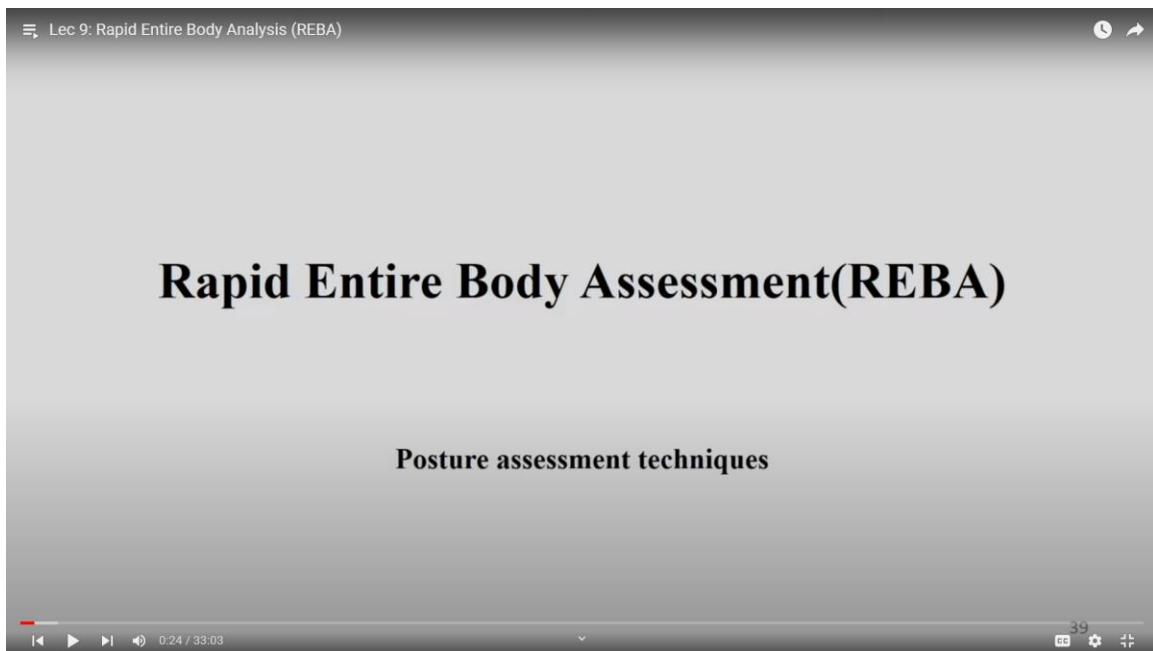 Lec 9: Rapid Entire Body Analysis (REBA)
Rapid Entire Body Assessment(REBA)
Posture assessment techniques
39
0:24 / 33:03
CC